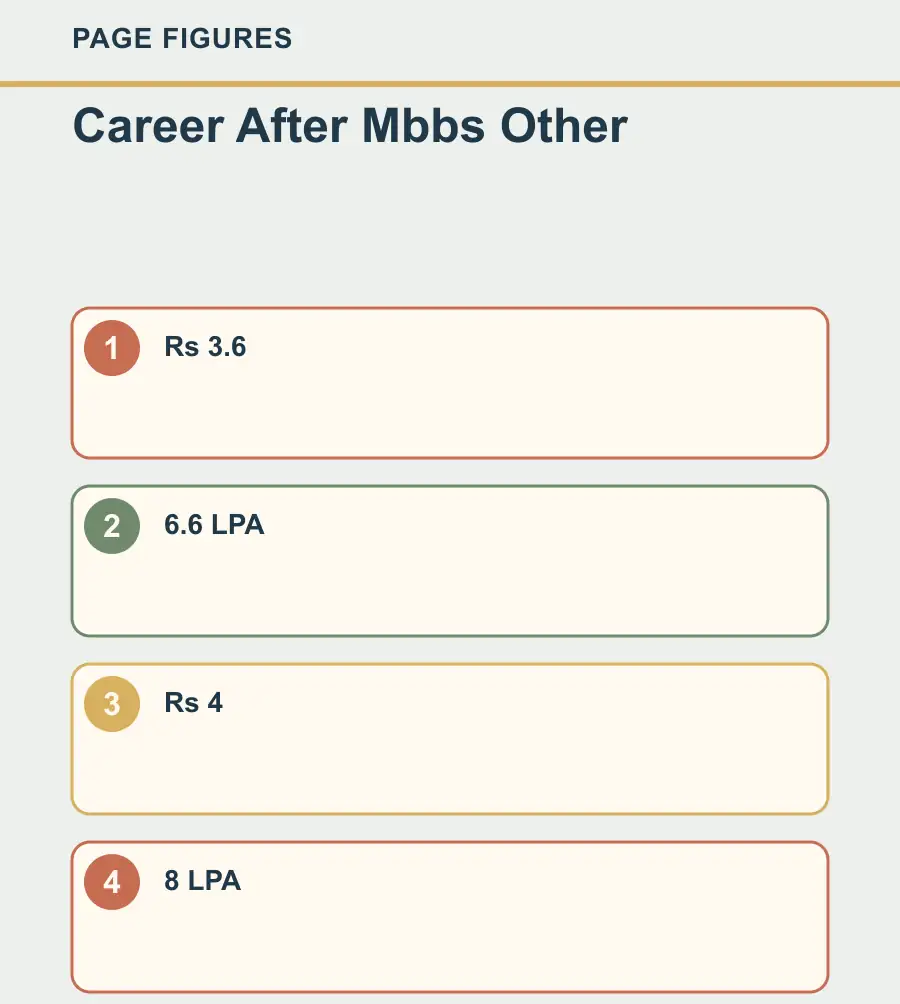 PAGE FIGURES
Career After Mbbs Other
1 Rs 3.6
2 6.6 LPA
3 Rs 4
4 8 LPA